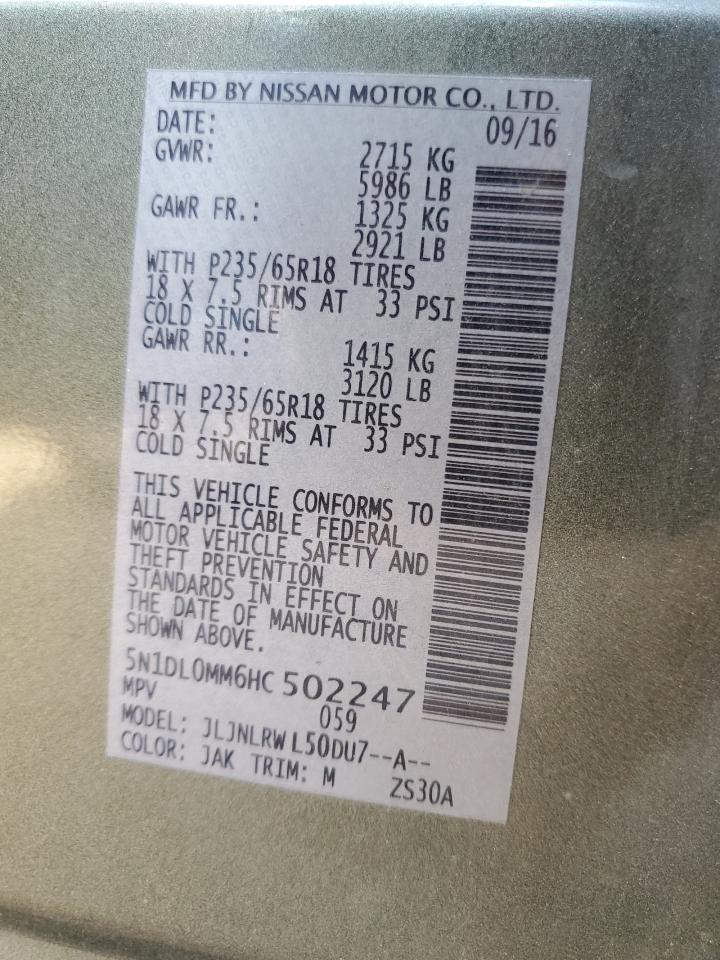 MFD BY NISSAN MOTOR CO., LTD.
DATE: 09/16
GVWR: 2715 KG
5986 LB
GAWR FR.: 1325 KG
2921 LB
WITH P235/65R18 TIRES
18 X 7.5 RIMS AT 33 PSI
COLD SINGLE
GAWR RR.: 1415 KG
3120 LB
WITH P235/65R18 TIRES
18 X 7.5 RIMS AT 33 PSI
COLD SINGLE
THIS VEHICLE CONFORMS TO
ALL APPLICABLE FEDERAL
MOTOR VEHICLE SAFETY AND
THEFT PREVENTION
STANDARDS IN EFFECT ON
THE DATE OF MANUFACTURE
SHOWN ABOVE.
5N1DL0MM6HC502247
MPV 059
MODEL: JLJNLRW L50DU7--A--
COLOR: JAK TRIM: M ZS30A